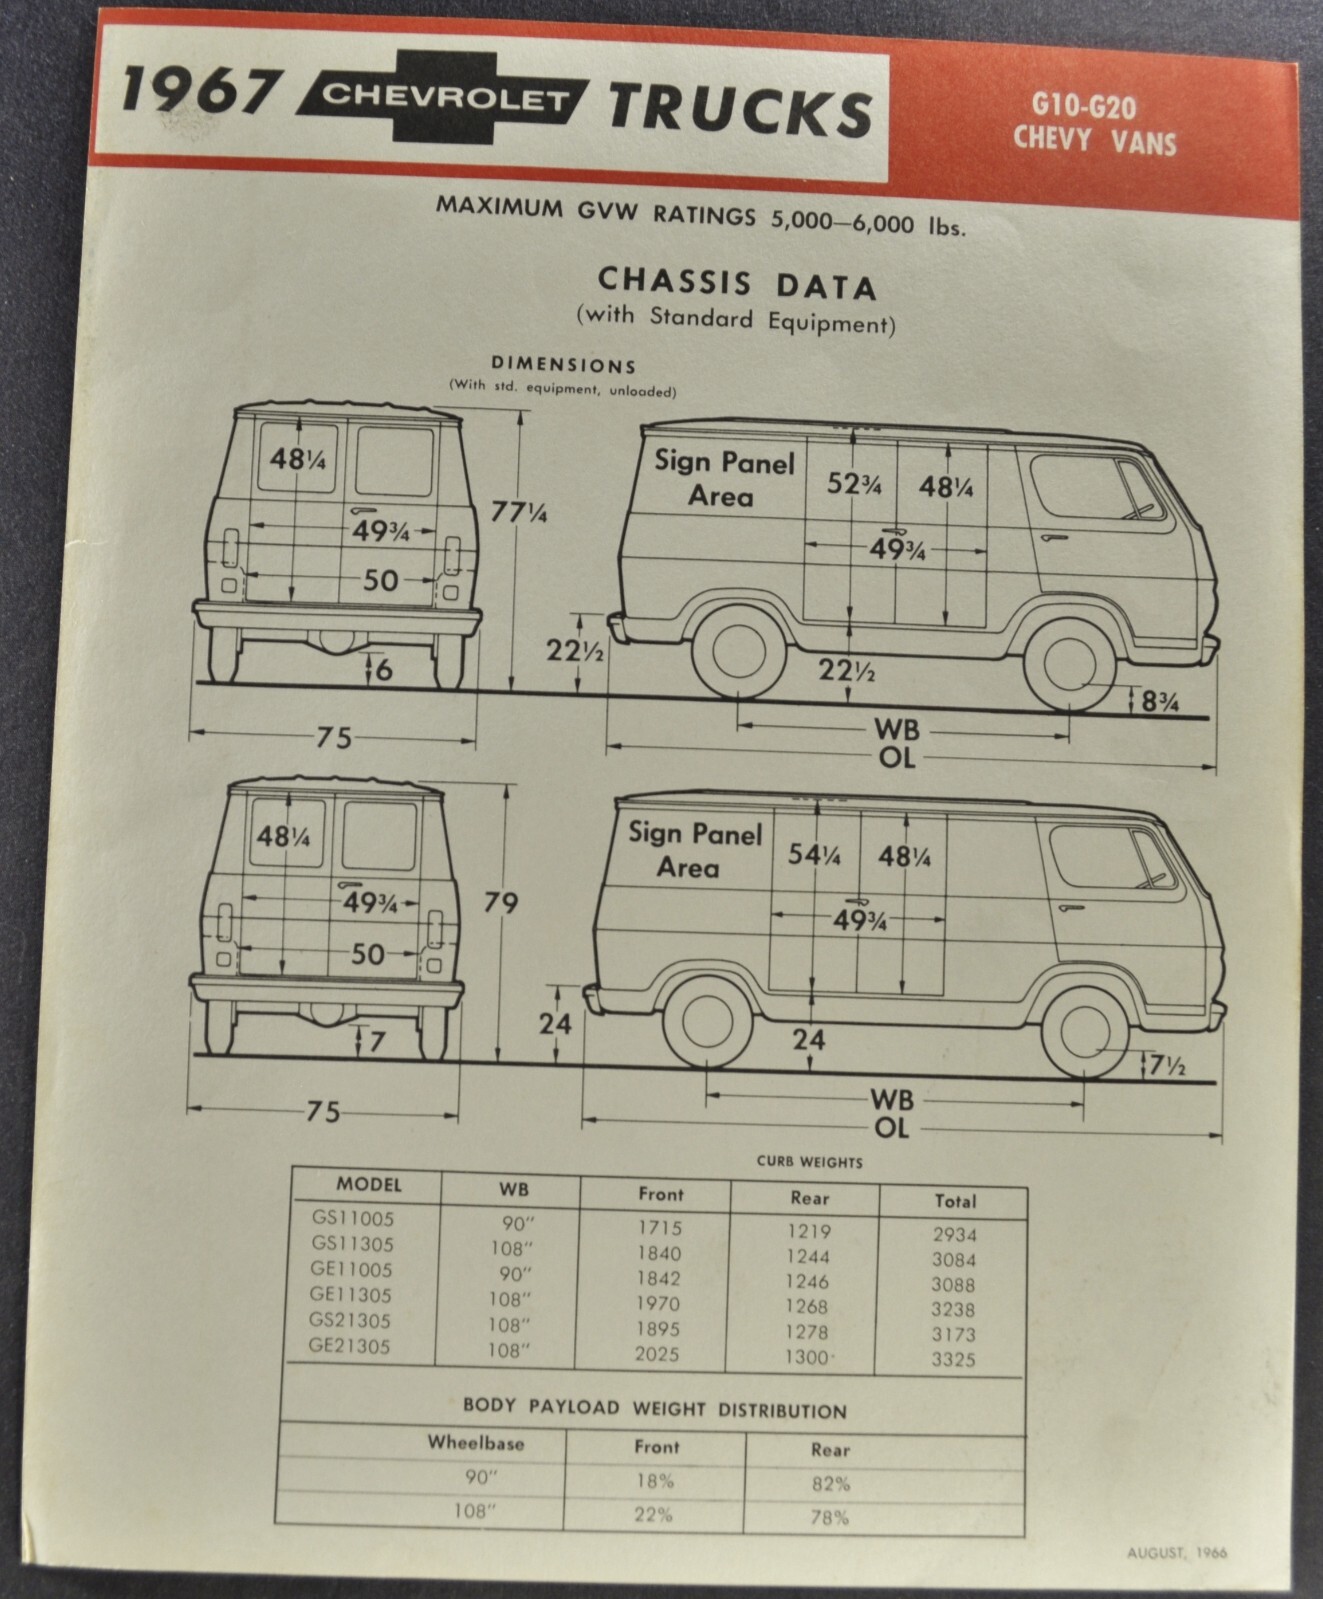 1967 CHEVROLET TRUCKS
G10-G20
CHEVY VANS
MAXIMUM GVW RATINGS 5,000—6,000 lbs.
CHASSIS DATA
(with Standard Equipment)
DIMENSIONS
(With std. equipment, unloaded)
48¼
49¾
50
77¼
6
75
Sign Panel
Area
52¾
48¼
49¾
22½
22½
8¾
WB
OL
48¼
49¾
50
79
7
75
Sign Panel
Area
54¼
48¼
49¾
24
24
7½
WB
OL
CURB WEIGHTS
MODEL WB Front Rear Total
GS11005 90" 1715 1219 2934
GS11305 108" 1840 1244 3084
GE11005 90" 1842 1246 3088
GE11305 108" 1970 1268 3238
GS21305 108" 1895 1278 3173
GE21305 108" 2025 1300 3325
BODY PAYLOAD WEIGHT DISTRIBUTION
Wheelbase Front Rear
90" 18% 82%
108" 22% 78%
AUGUST, 1966